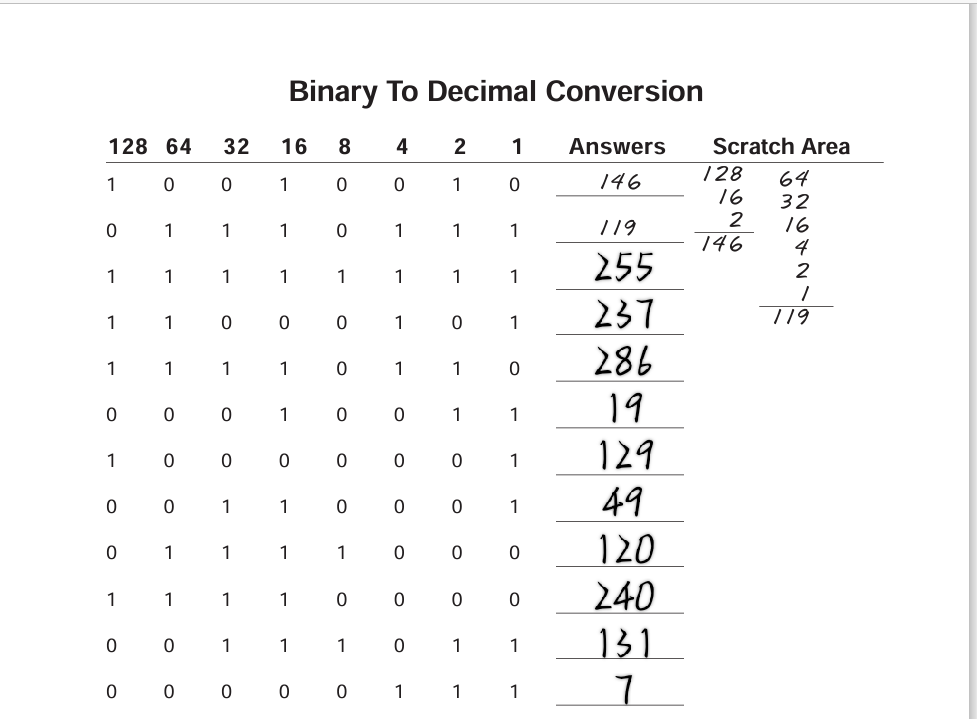 Binary To Decimal Conversion
128 64 32 16 8 4 2 1 Answers Scratch Area
1 0 0 1 0 0 1 0 146 128 64
16 32
0 1 1 1 0 1 1 1 119 2 16
146 4
1 1 1 1 1 1 1 1 255 2
1
1 1 0 0 0 1 0 1 237 119
1 1 1 1 0 1 1 0 286
0 0 0 1 0 0 1 1 19
1 0 0 0 0 0 0 1 129
0 0 1 1 0 0 0 1 49
0 1 1 1 1 0 0 0 120
1 1 1 1 0 0 0 0 240
0 0 1 1 1 0 1 1 131
0 0 0 0 0 1 1 1 7